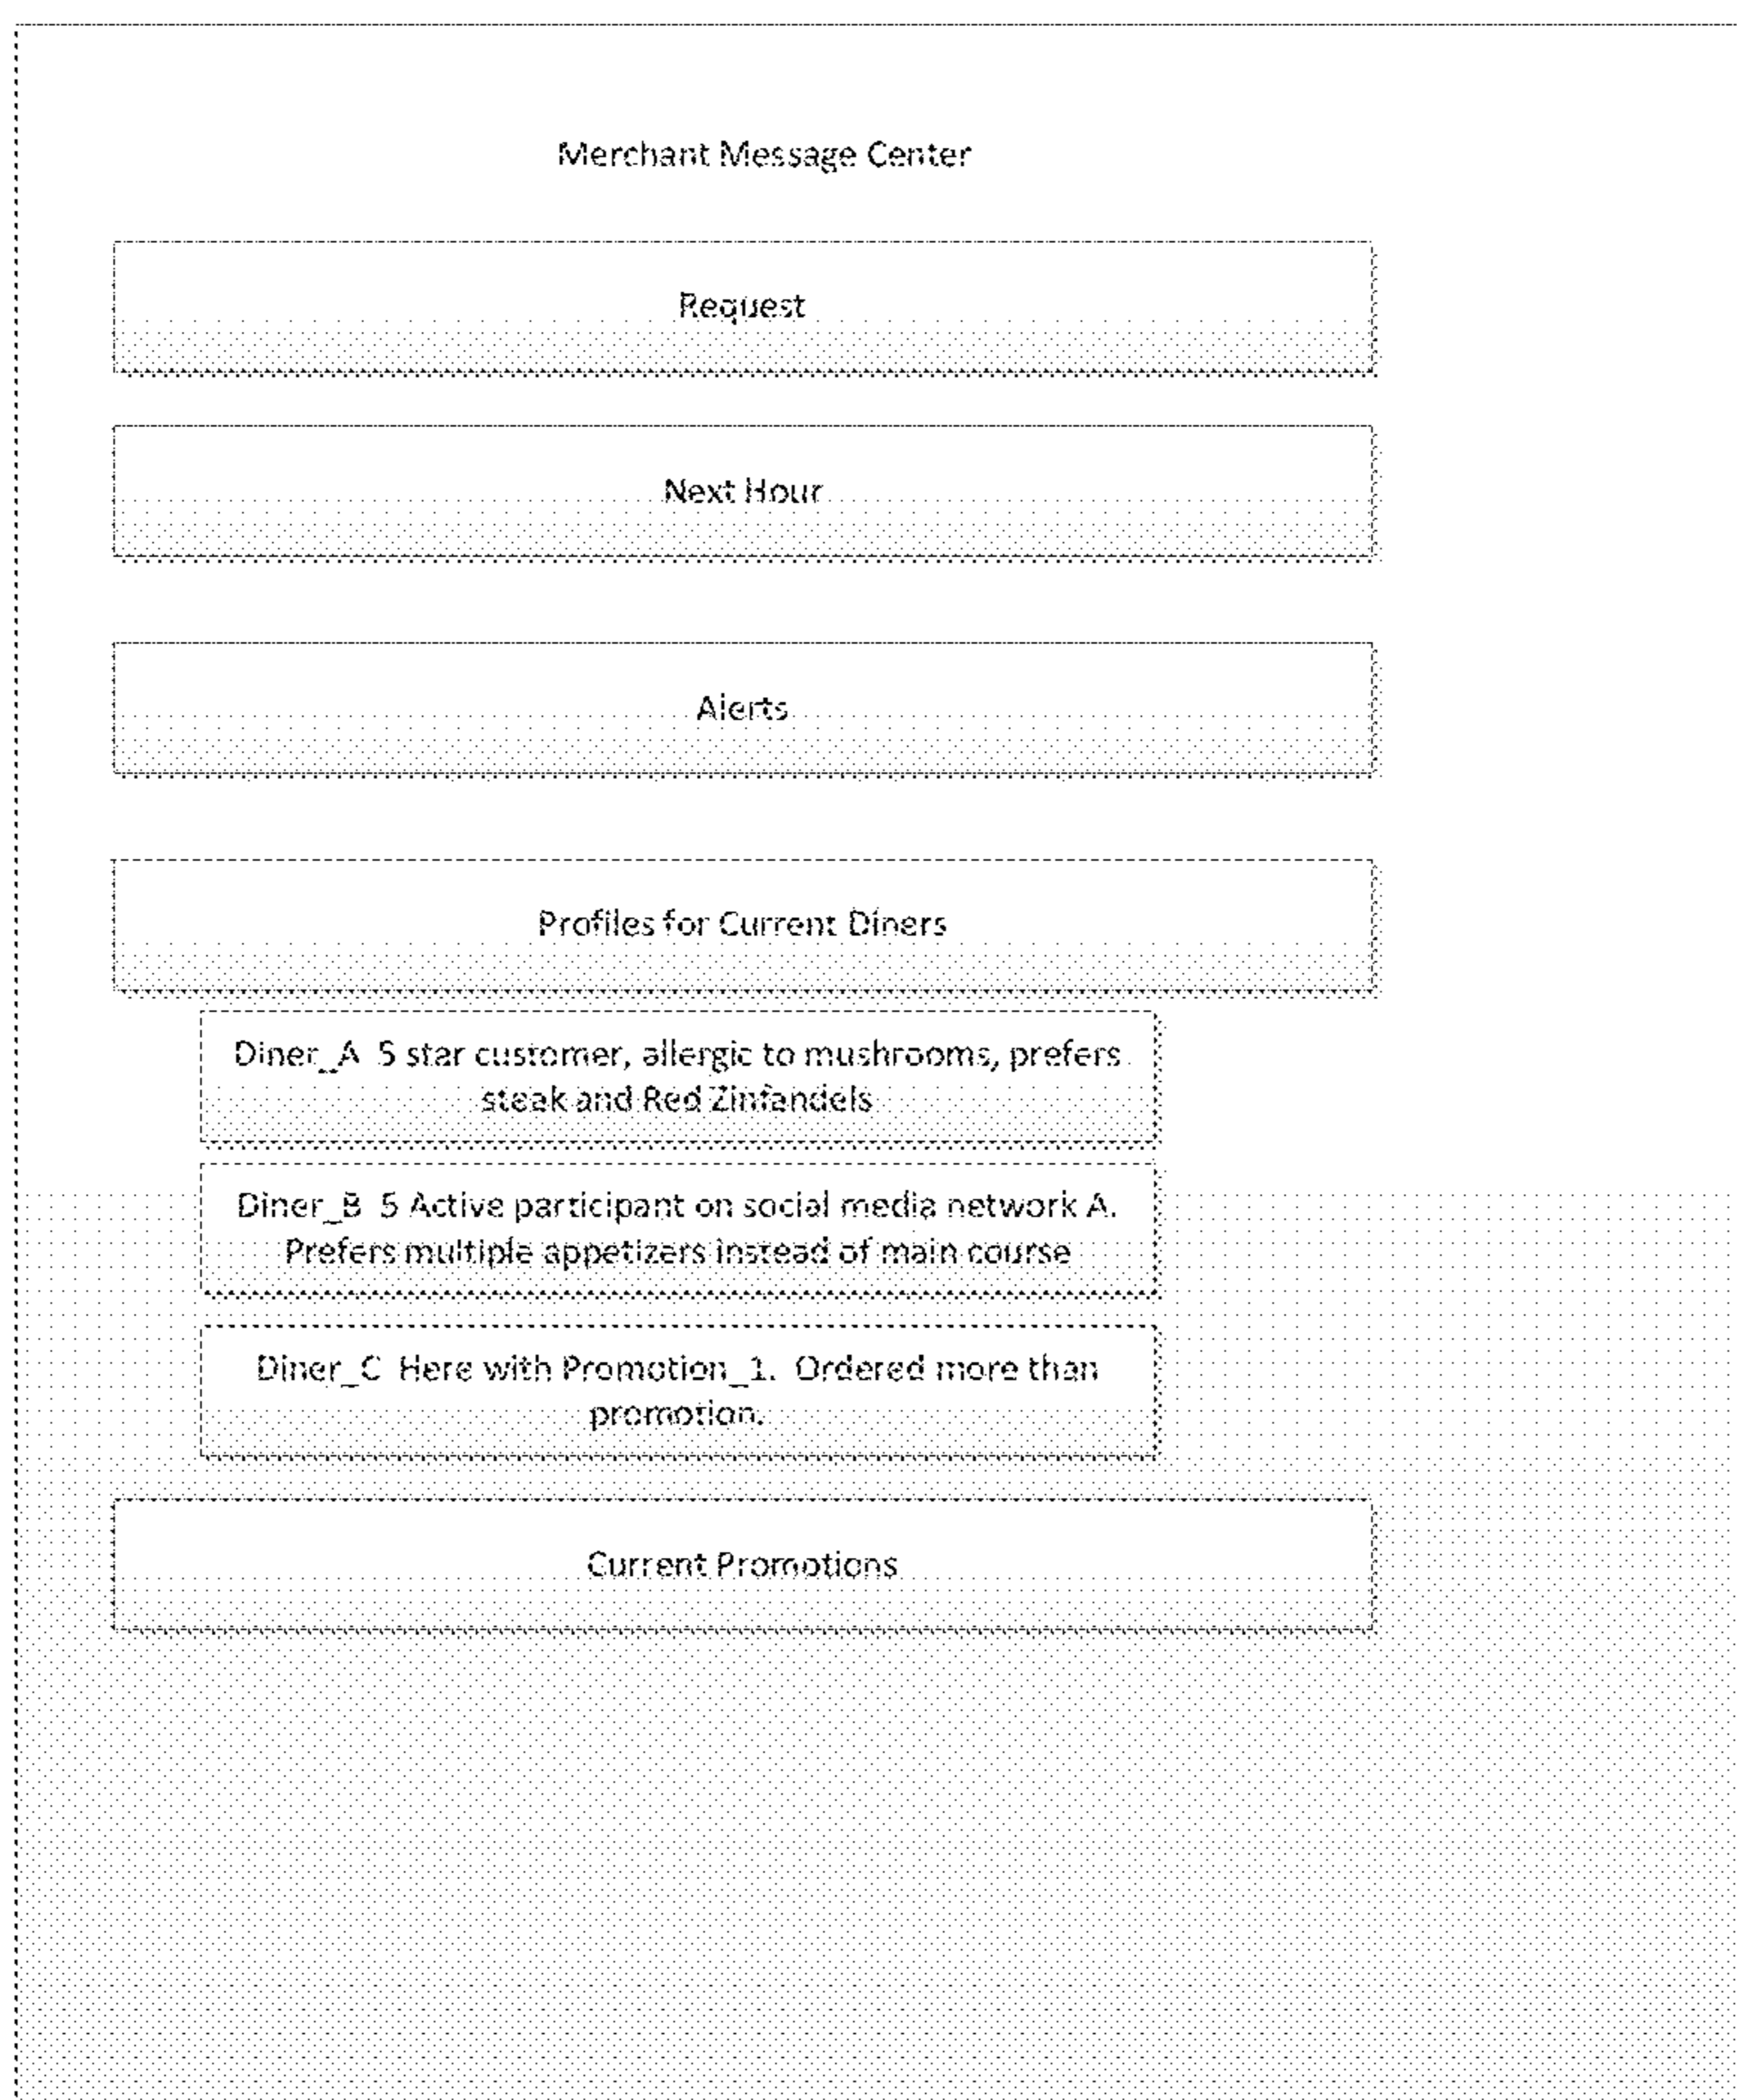 Merchant Message Center
Request
Next Hour
Alerts
Profiles for Current Diners
Diner_A  5 star customer, allergic to mushrooms, prefers
steak and Red Zinfandels
Diner_B  5 Active participant on social media network A.
Prefers multiple appetizers instead of main course
Diner_C  Here with Promotion_1.  Ordered more than
promotion.
Current Promotions